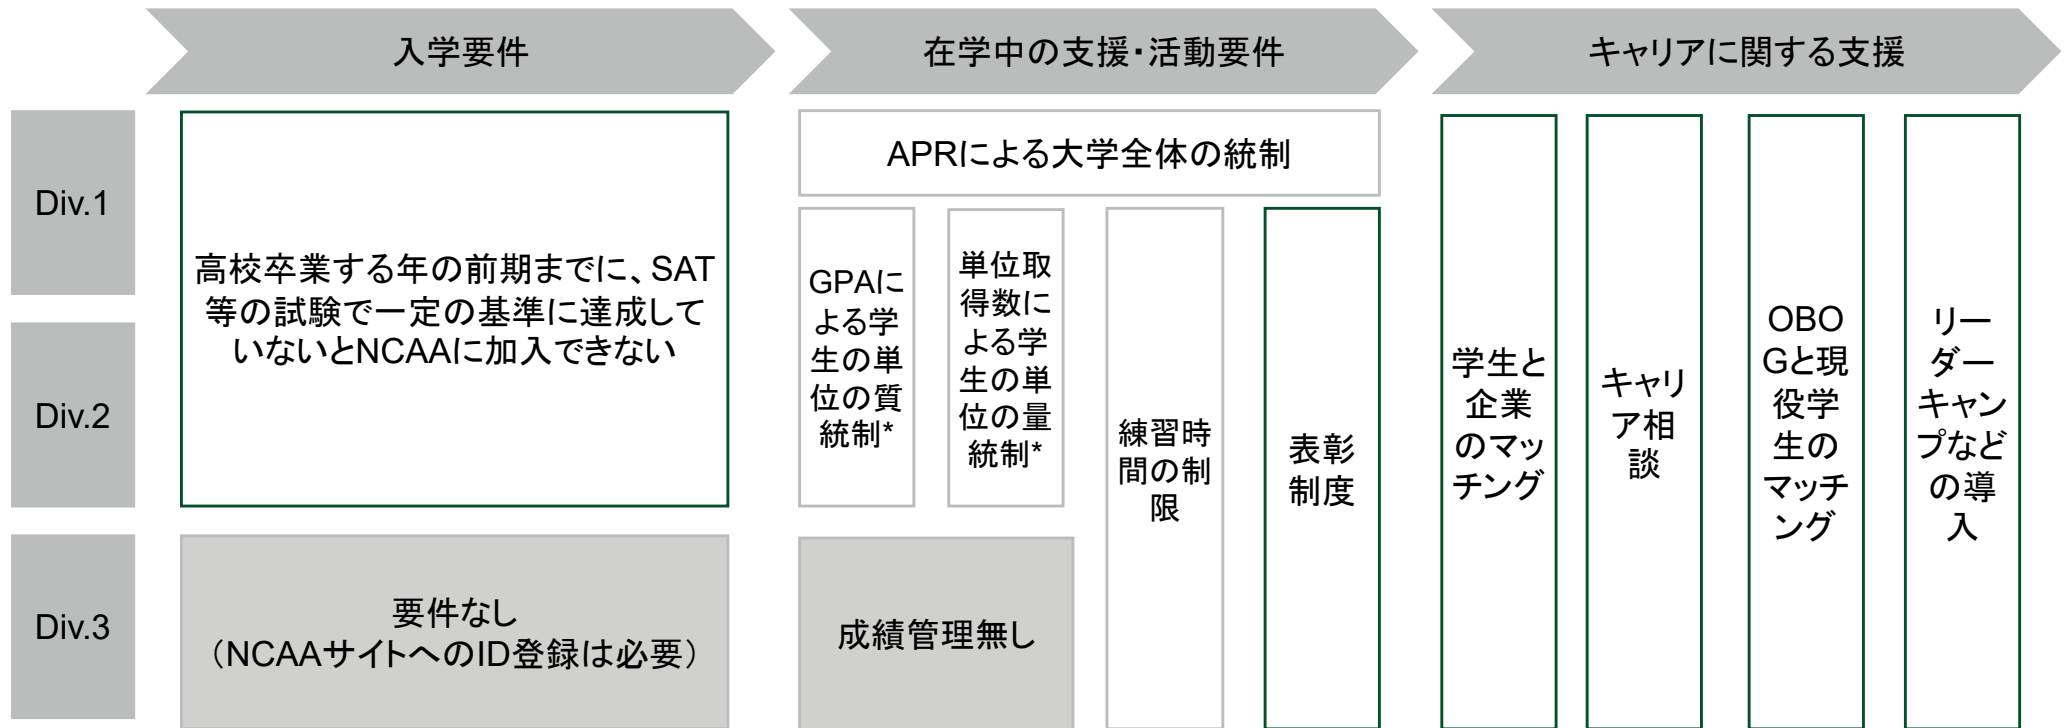 入学要件
在学中の支援・活動要件
キャリアに関する支援
Div.1
Div.2
Div.3
高校卒業する年の前期までに、SAT
等の試験で一定の基準に達成して
いないとNCAAに加入できない
要件なし
（NCAAサイトへのID登録は必要）
APRによる大学全体の統制
GPAに
よる学
生の単
位の質
統制*
単位取
得数に
よる学
生の単
位の量
統制*
成績管理無し
練習時
間の制
限
表彰
制度
学生と
企業
のマッ
チング
キャリ
ア相
談
OBO
Gと現
役学
生の
マッチ
ング
リー
ダー
キャン
プなど
の導
入